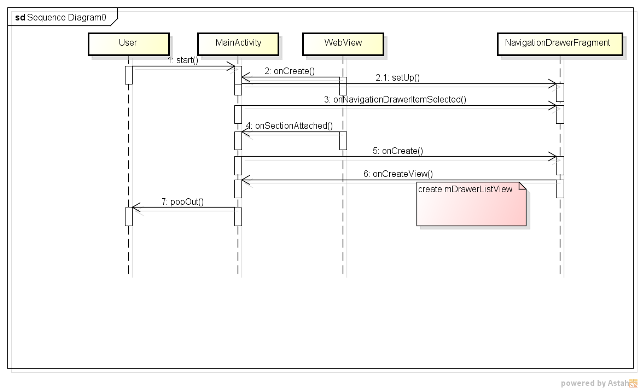 sd Sequence Diagram0
User
MainActivity
WebView
NavigationDrawerFragment
1: start()
2: onCreate()
2.1: setUp()
3: onNavigationDrawerItemSelected()
4: onSectionAttached()
5: onCreate()
6: onCreateView()
create mDrawerListView
7: popOut()
powered by Astah